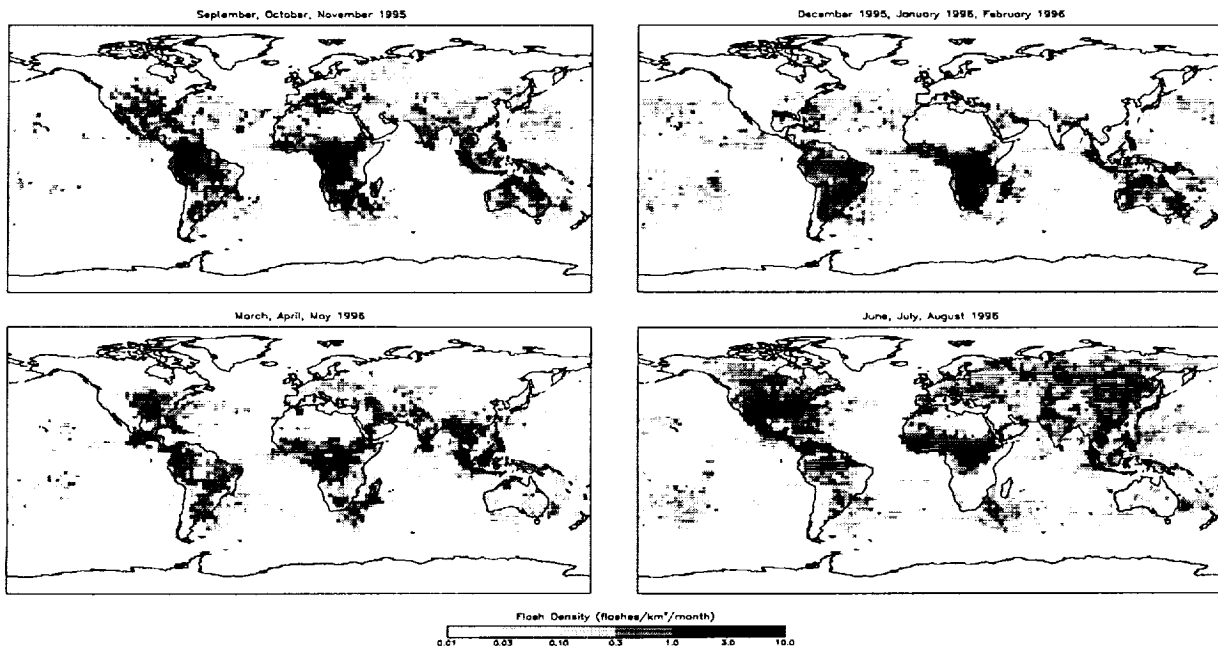 September, October, November 1995
December 1995, January 1996, February 1996
March, April, May 1996
June, July, August 1996
Flash Density (flashes/km²/month)
0.01 0.03 0.10 0.3 1.0 3.0 10.0